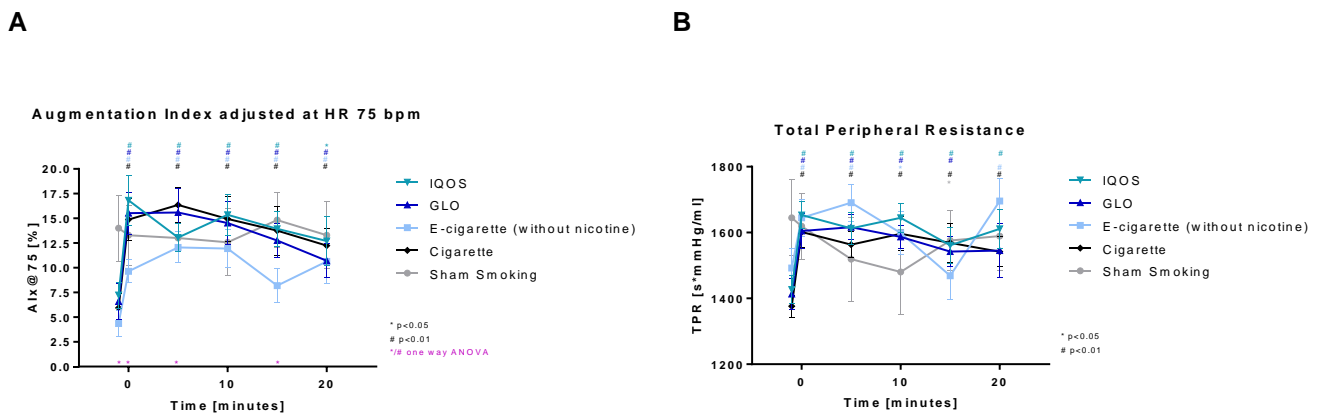 A
B
Augmentation Index adjusted at HR 75 bpm
# # # # *
# # # # #
# # # # #
# # # # #
20.0
17.5
15.0
12.5
10.0
7.5
5.0
2.5
0.0
AIx@75 [%]
* * * *
0 10 20
Time [minutes]
IQOS
GLO
E-cigarette (without nicotine)
Cigarette
Sham Smoking
* p<0.05
# p<0.01
*/# one way ANOVA
Total Peripheral Resistance
# # # # #
# # # #
# # * # #
# # # # #
*
1800
1600
1400
1200
TPR [s*mmHg/ml]
0 10 20
Time [minutes]
IQOS
GLO
E-cigarette (without nicotine)
Cigarette
Sham Smoking
* p<0.05
# p<0.01